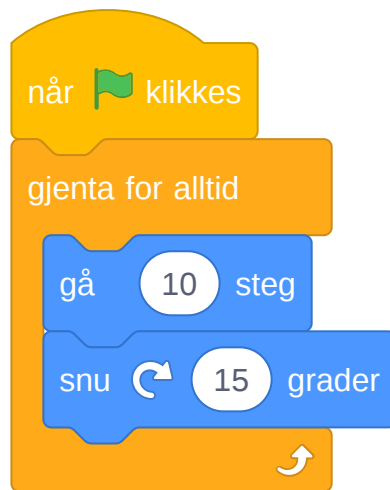 når klikkes
gjenta for alltid
gå 10 steg
snu 15 grader